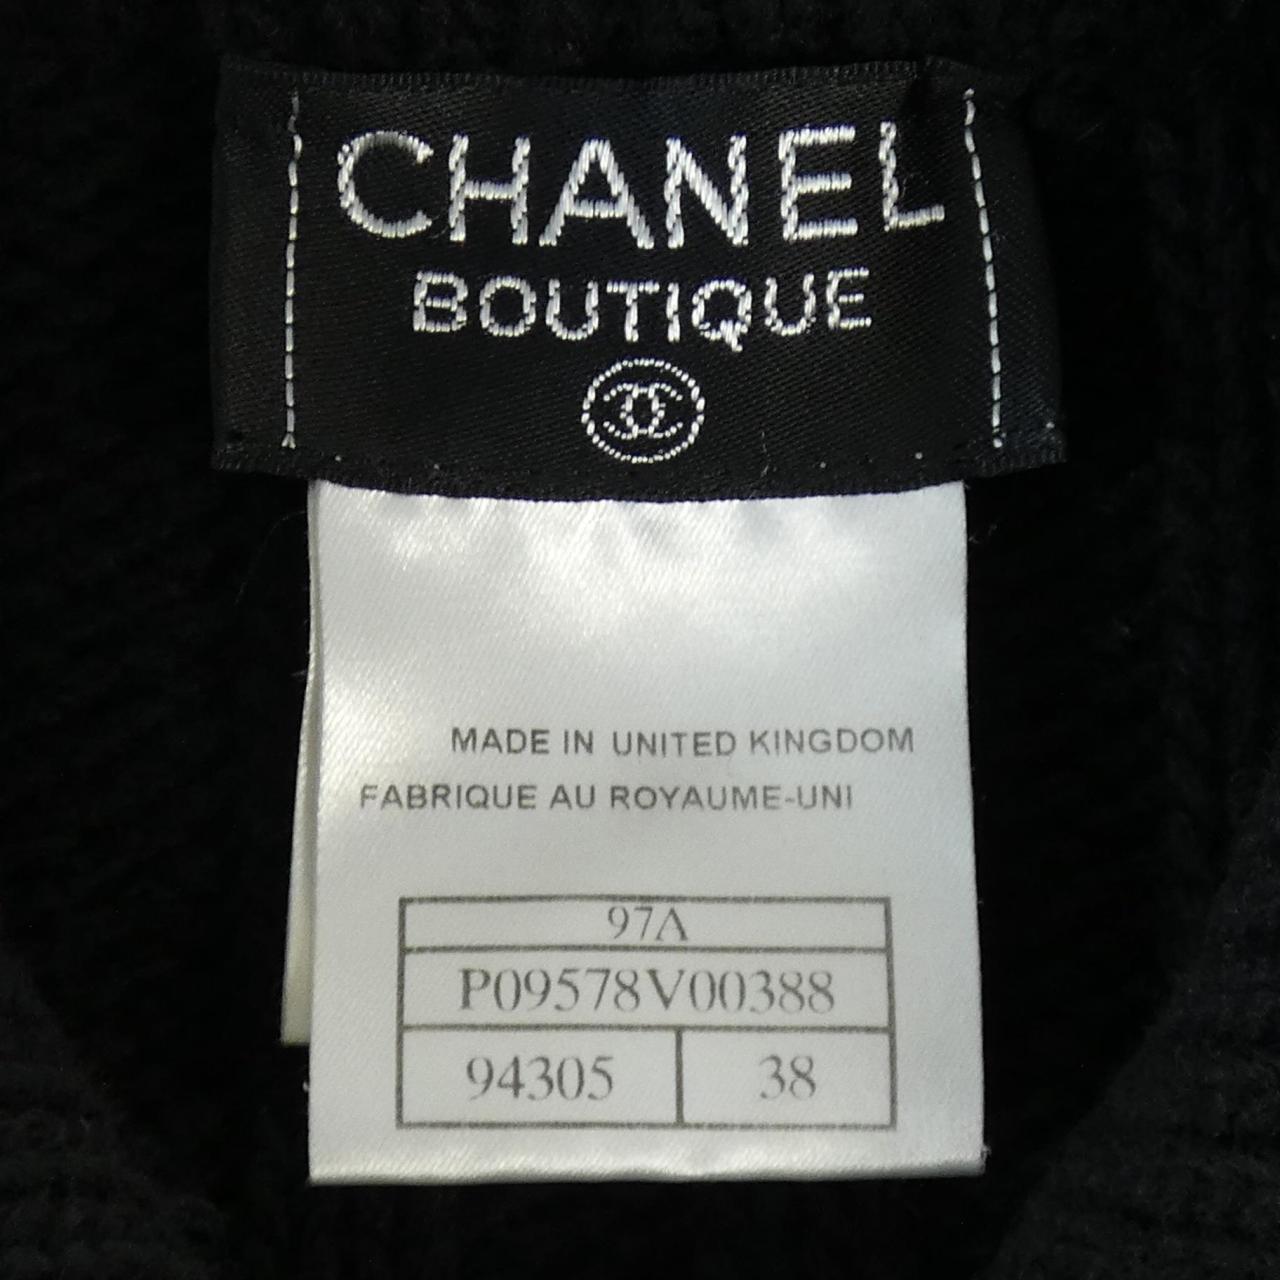 CHANEL
BOUTIQUE
MADE IN UNITED KINGDOM
FABRIQUE AU ROYAUME-UNI
97A
P09578V00388
94305 38